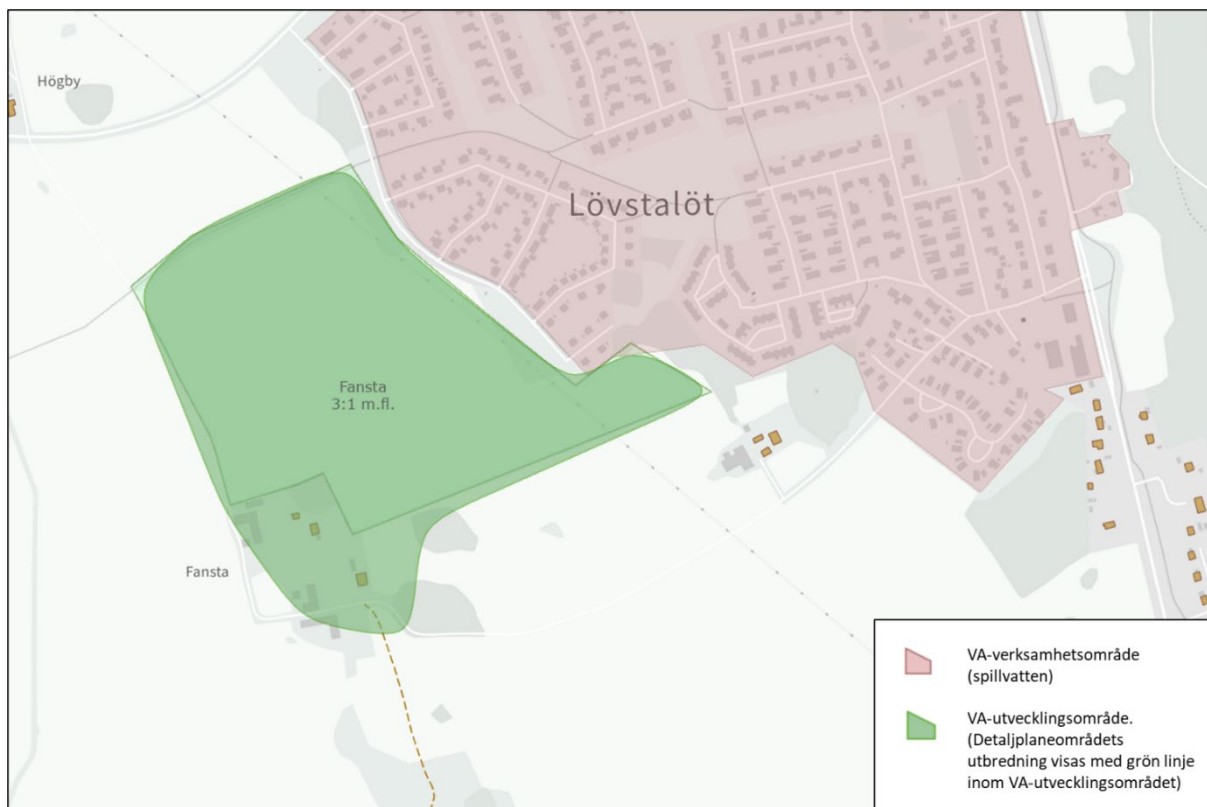 Högby
Lövstalöt
Fansta
3:1 m.fl.
Fansta
VA-verksamhetsområde
(spillvatten)
VA-utvecklingsområde.
(Detaljplaneområdets
utbredning visas med grön linje
inom VA-utvecklingsområdet)